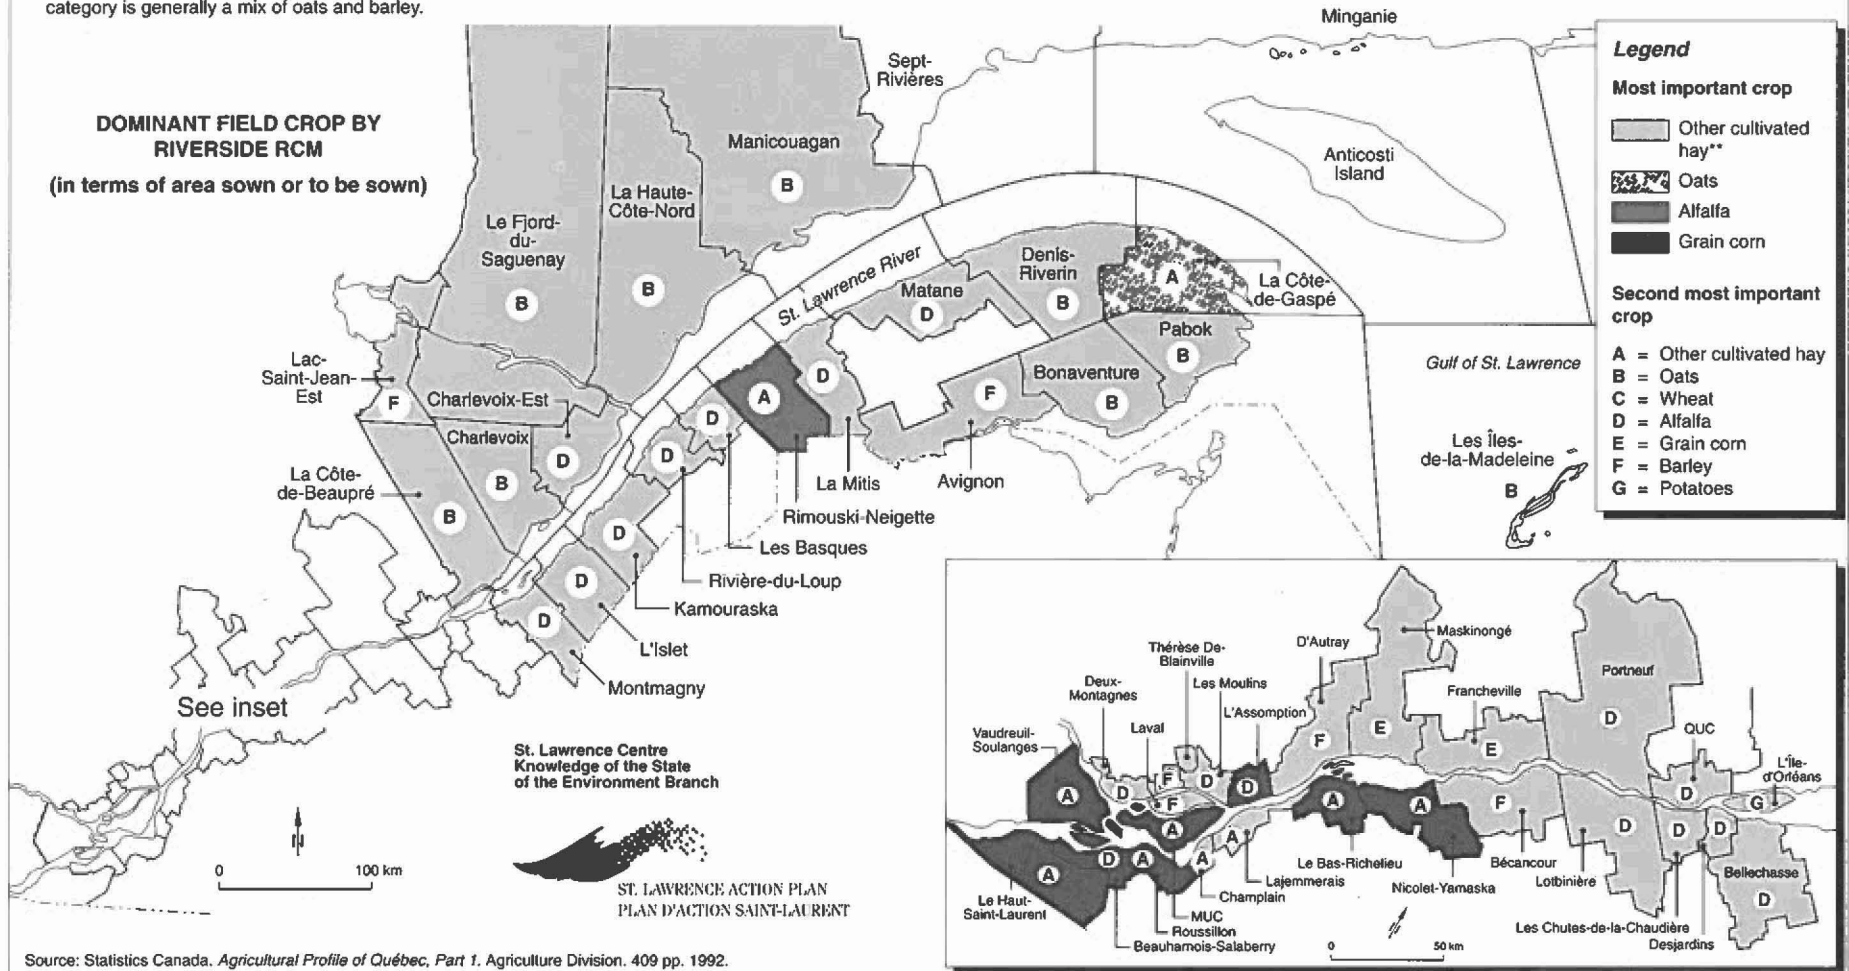 category is generally a mix of oats and barley.
DOMINANT FIELD CROP BY
RIVERSIDE RCM
(in terms of area sown or to be sown)
Minganie
Sept-
Rivières
Manicouagan
B
La Haute-
Côte-Nord
B
Le Fjord-
du-
Saguenay
B
Anticosti
Island
Legend
Most important crop
Other cultivated
hay**
Oats
Alfalfa
Grain corn
Second most important
crop
A = Other cultivated hay
B = Oats
C = Wheat
D = Alfalfa
E = Grain corn
F = Barley
G = Potatoes
St. Lawrence River
Denis-
Riverin
B
A
La Côte-
de-Gaspé
Matane
D
Pabok
B
Bonaventure
B
F
Avignon
D
La Mitis
A
Rimouski-Neigette
D
Les Basques
D
Rivière-du-Loup
D
Kamouraska
D
L'Islet
D
Montmagny
Lac-
Saint-Jean-
Est
F
Charlevoix-Est
D
Charlevoix
B
La Côte-
de-Beaupré
B
Gulf of St. Lawrence
Les Îles-
de-la-Madeleine
B
See inset
N
0 100 km
St. Lawrence Centre
Knowledge of the State
of the Environment Branch
ST. LAWRENCE ACTION PLAN
PLAN D'ACTION SAINT-LAURENT
Maskinongé
E
D'Autray
F
Thérèse De-
Blainville
F
Les Moulins
D
L'Assomption
D
Deux-
Montagnes
D
Laval
F
Vaudreuil-
Soulanges
A
Francheville
E
Portneuf
D
QUC
D
L'Île-
d'Orléans
G
A
A
F
D
D
D
A
A
D
A
A
A
Le Haut-
Saint-Laurent
Beauharnois-Salaberry
Roussillon
MUC
Champlain
Lajemmerais
Le Bas-Richelieu
Nicolet-Yamaska
Bécancour
Lotbinière
Les Chutes-de-la-Chaudière
Desjardins
Bellechasse
D
0 50 km
Source: Statistics Canada. Agricultural Profile of Québec, Part 1. Agriculture Division. 409 pp. 1992.